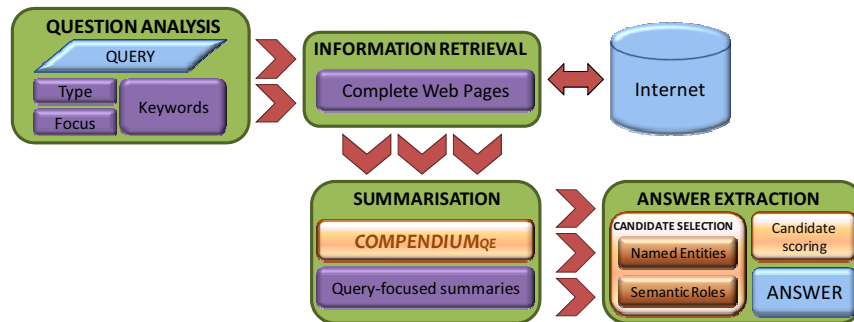 QUESTION ANALYSIS
QUERY
Type
Focus
Keywords
INFORMATION RETRIEVAL
Complete Web Pages
Internet
SUMMARISATION
COMPENDIUMQE
Query-focused summaries
ANSWER EXTRACTION
CANDIDATE SELECTION
Named Entities
Semantic Roles
Candidate
scoring
ANSWER